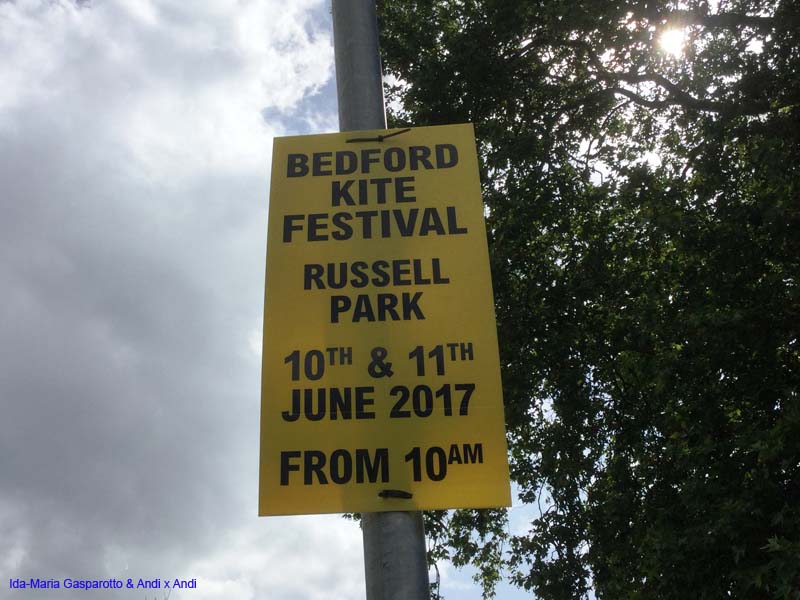 BEDFORD
KITE
FESTIVAL
RUSSELL
PARK
10TH & 11TH
JUNE 2017
FROM 10AM
Ida-Maria Gasparotto & Andi x Andi